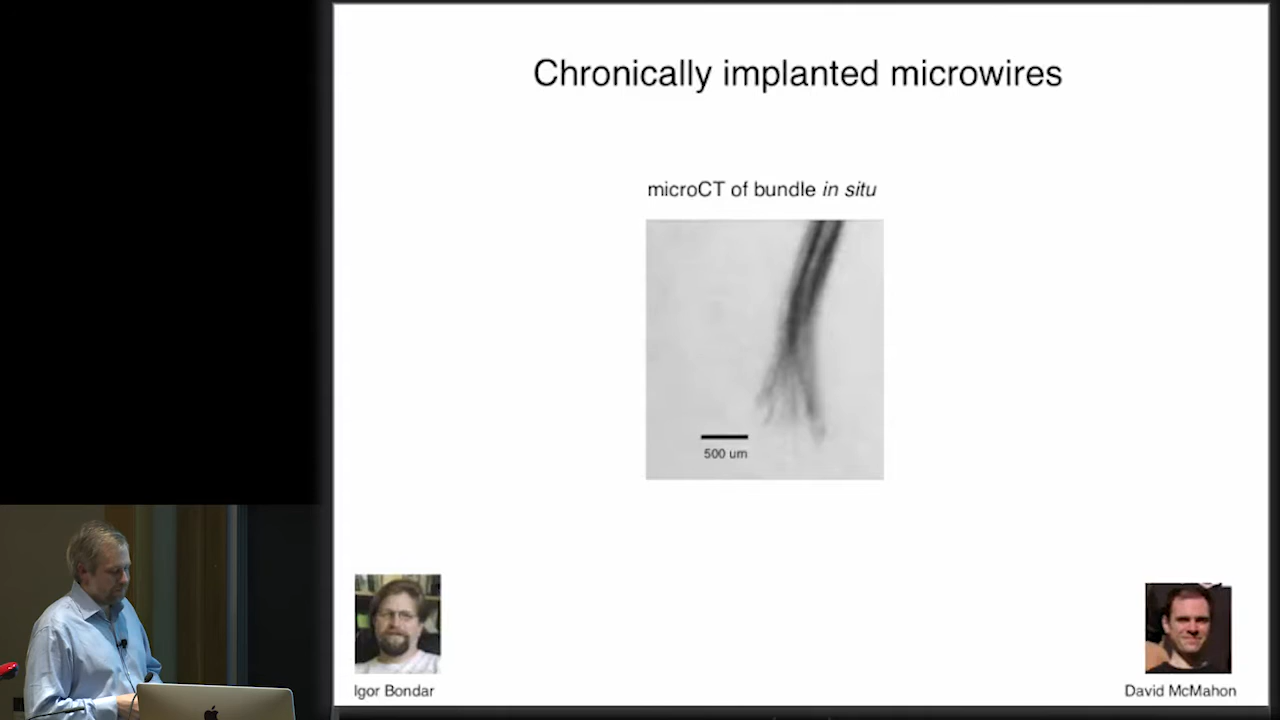 Chronically implanted microwires
microCT of bundle in situ
500 um
Igor Bondar
David McMahon